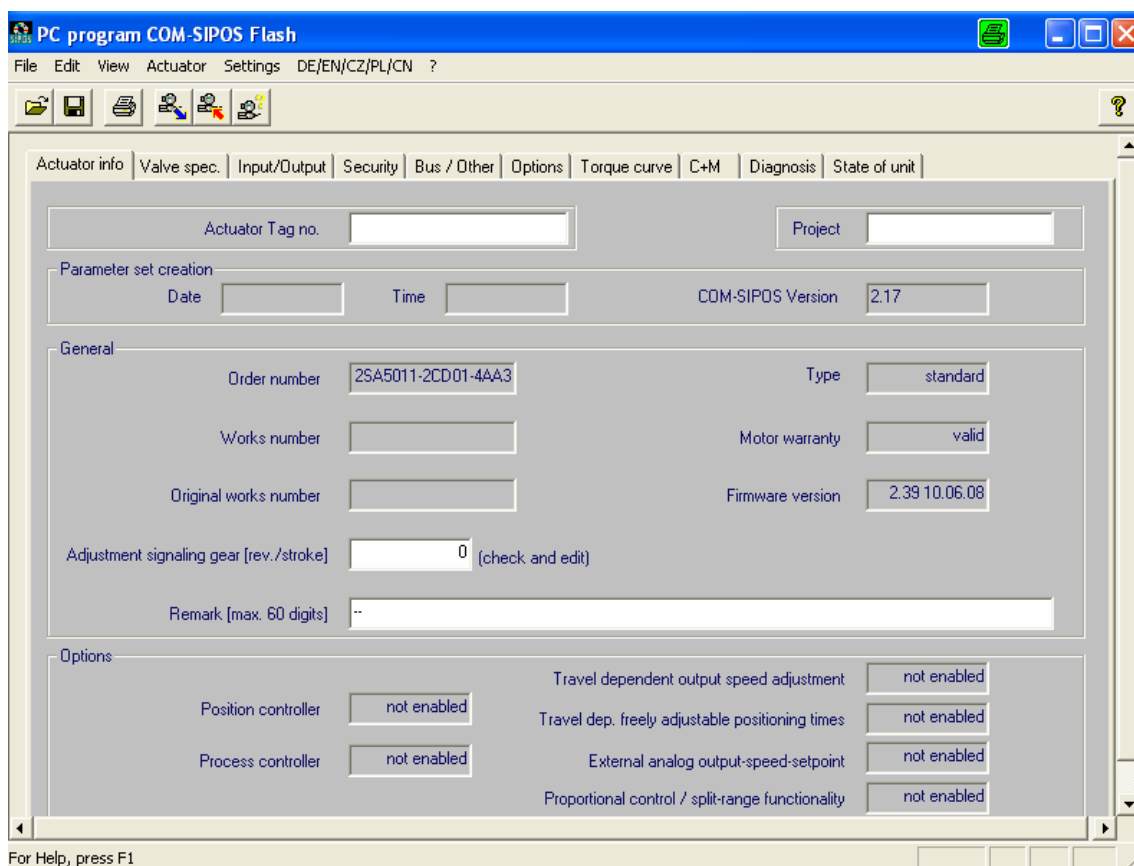 SIPOS PC program COM-SIPOS Flash
File Edit View Actuator Settings DE/EN/CZ/PL/CN ?
Actuator info Valve spec. Input/Output Security Bus / Other Options Torque curve C+M Diagnosis State of unit
Actuator Tag no. Project
Parameter set creation
Date Time COM-SIPOS Version 2.17
General
Order number 2SA5011-2CD01-4AA3 Type standard
Works number Motor warranty valid
Original works number Firmware version 2.39 10.06.08
Adjustment signaling gear [rev./stroke] 0 (check and edit)
Remark [max. 60 digits] --
Options
Travel dependent output speed adjustment not enabled
Position controller not enabled Travel dep. freely adjustable positioning times not enabled
Process controller not enabled External analog output-speed-setpoint not enabled
Proportional control / split-range functionality not enabled
For Help, press F1